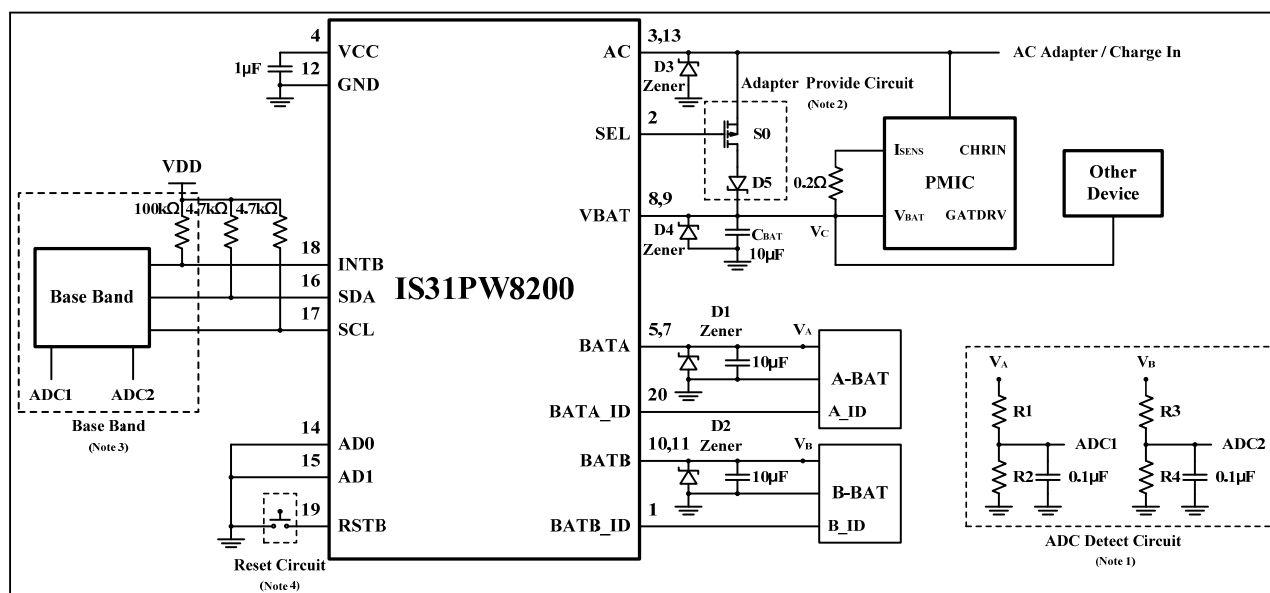 4
VCC
1µF
12
GND
VDD
100kΩ
4.7kΩ
4.7kΩ
18
INTB
16
SDA
17
SCL
Base Band
ADC1
ADC2
Base Band
(Note 3)
14
AD0
15
AD1
19
RSTB
Reset Circuit
(Note 4)
IS31PW8200
3,13
AC
AC Adapter / Charge In
D3
Zener
Adapter Provide Circuit
(Note 2)
2
SEL
S0
D5
8,9
VBAT
D4
Zener
CBAT
10µF
VC
0.2Ω
ISENS
CHRIN
PMIC
VBAT
GATDRV
Other
Device
5,7
BATA
D1
Zener
10µF
VA
A-BAT
20
BATA_ID
A_ID
10,11
BATB
D2
Zener
10µF
VB
B-BAT
1
BATB_ID
B_ID
VA
R1
ADC1
R2
0.1µF
VB
R3
ADC2
R4
0.1µF
ADC Detect Circuit
(Note 1)